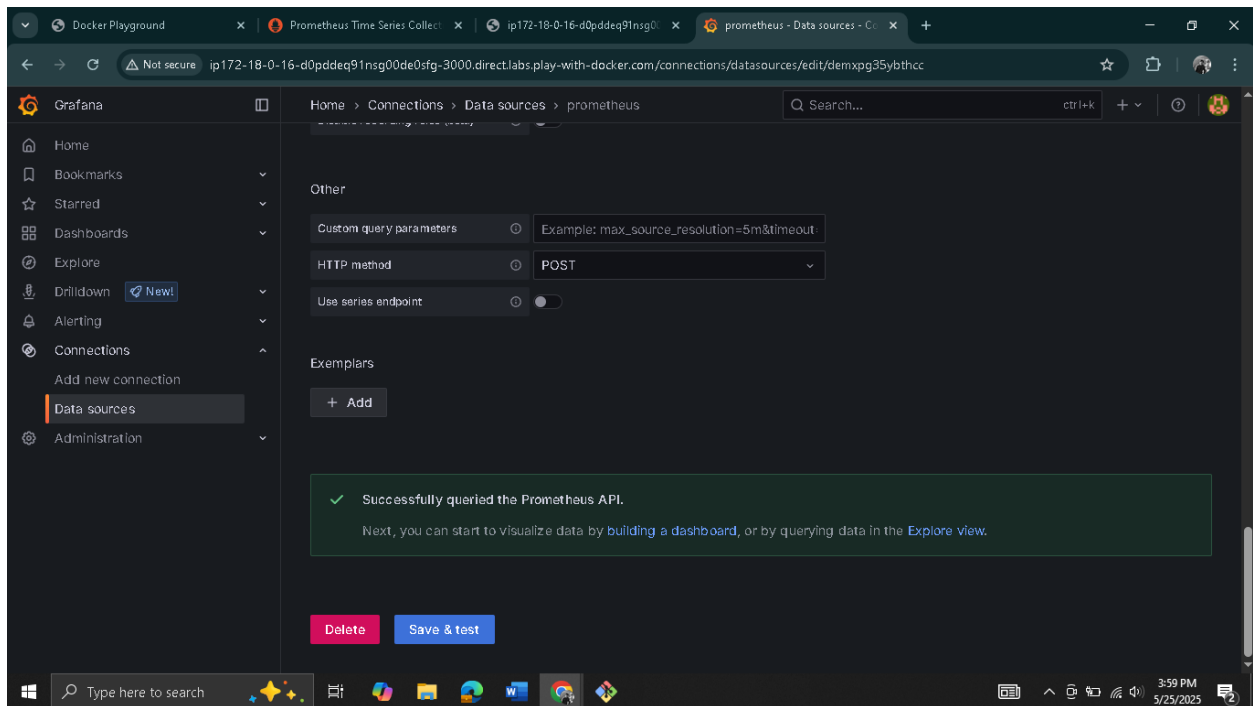 Docker Playground
Prometheus Time Series Collect
ip172-18-0-16-d0pddeq91nsg00
prometheus - Data sources - Co
Not secure
ip172-18-0-16-d0pddeq91nsg00de0sfg-3000.direct.labs.play-with-docker.com/connections/datasources/edit/demxpg35ybthcc
Grafana
Home > Connections > Data sources > prometheus
Search...
ctrl+k
Home
Bookmarks
Starred
Dashboards
Explore
Drilldown
New!
Alerting
Connections
Add new connection
Data sources
Administration
Other
Custom query parameters
Example: max_source_resolution=5m&timeout
HTTP method
POST
Use series endpoint
Exemplars
+ Add
Successfully queried the Prometheus API.
Next, you can start to visualize data by building a dashboard, or by querying data in the Explore view.
Delete
Save & test
Type here to search
3:59 PM
5/25/2025
2